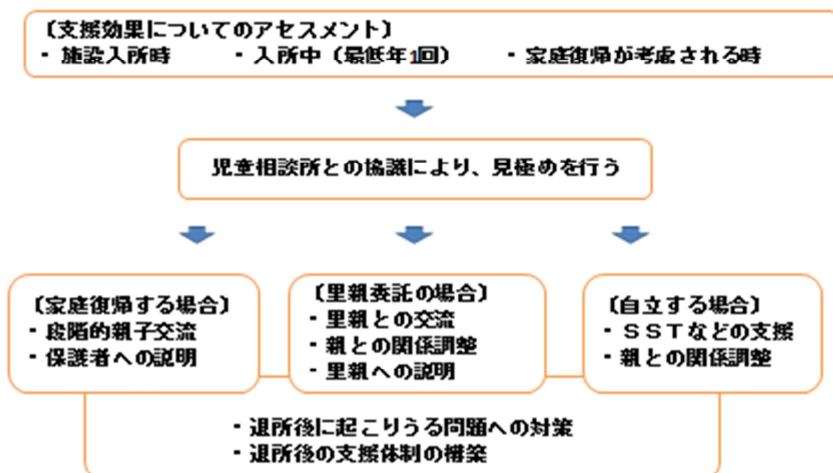 〔支援効果についてのアセスメント〕
・施設入所時　・入所中（最低年1回）　・家庭復帰が考慮される時
児童相談所との協議により、見極めを行う
〔家庭復帰する場合〕
・段階的親子交流
・保護者への説明
〔里親委託の場合〕
・里親との交流
・親との関係調整
・里親への説明
〔自立する場合〕
・ＳＳＴなどの支援
・親との関係調整
・退所後に起こりうる問題への対策
・退所後の支援体制の構築